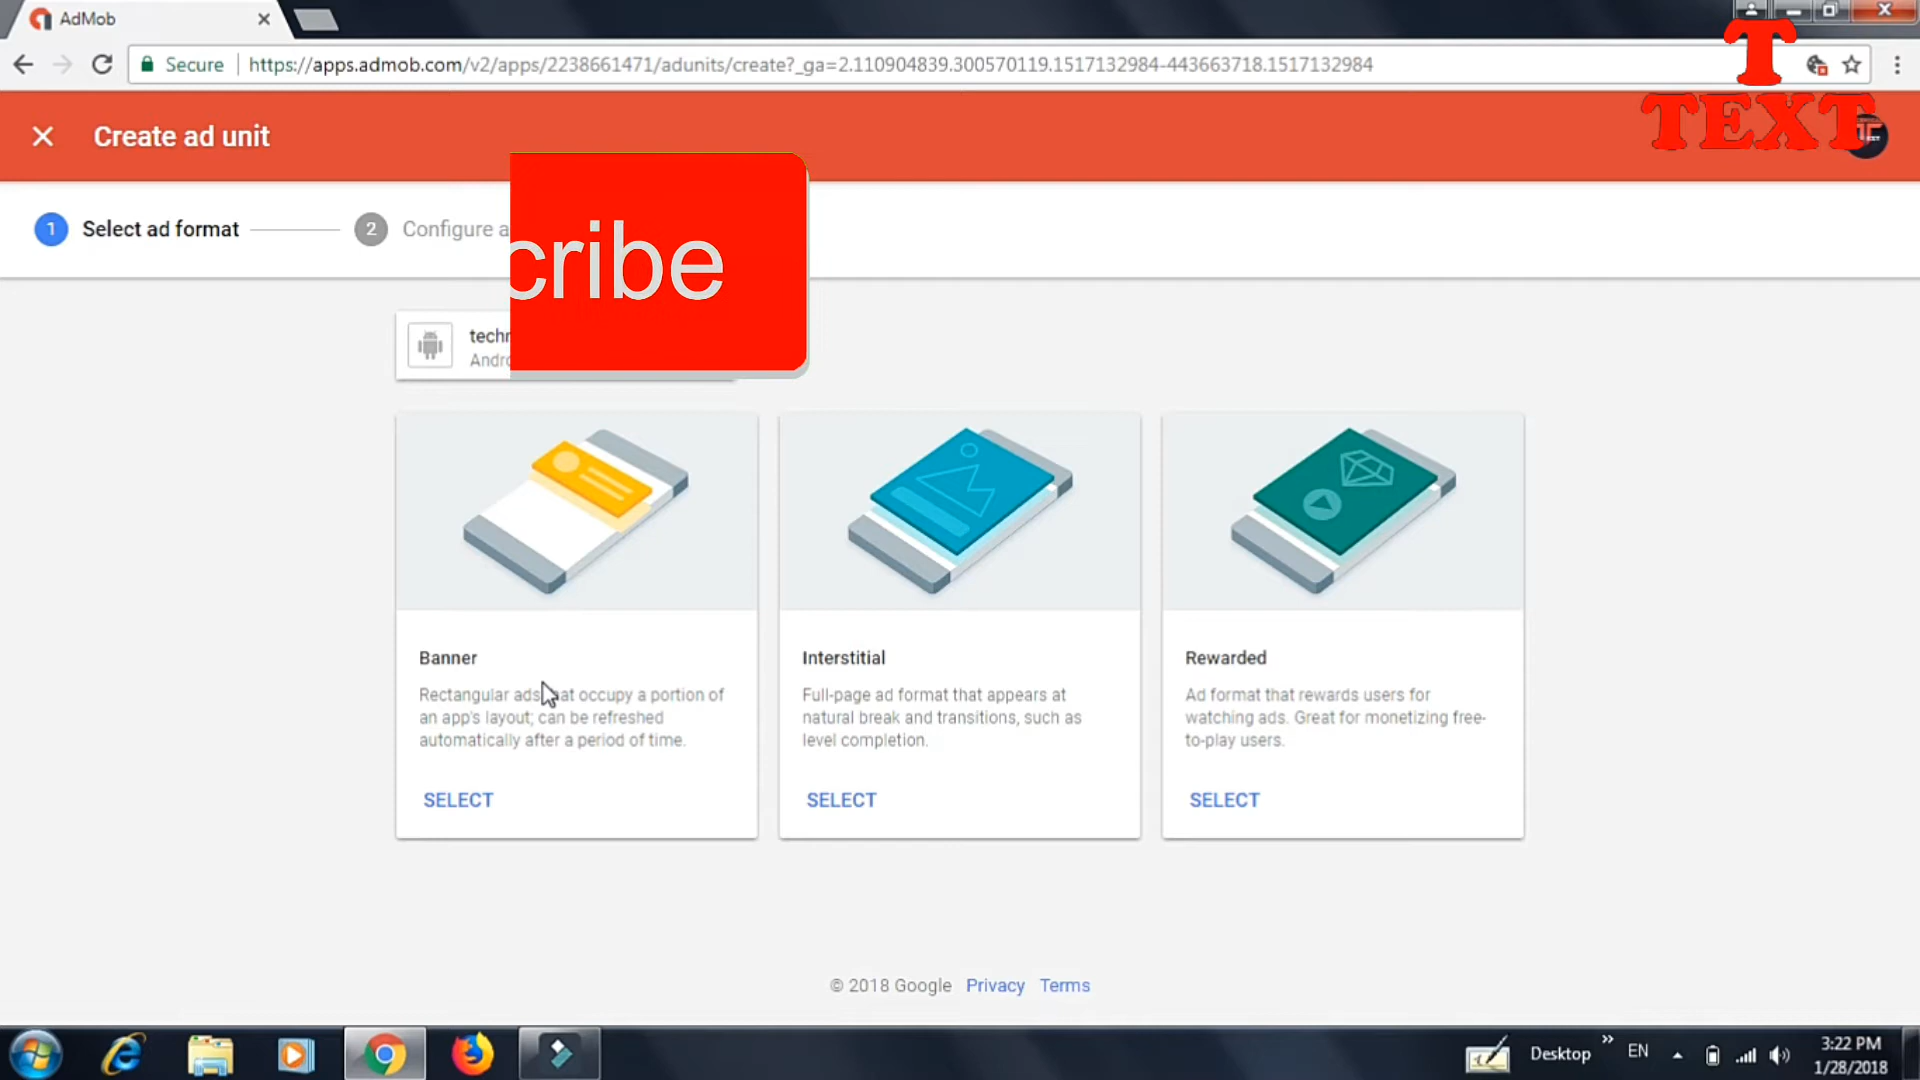 AdMob
Secure
https://apps.admob.com/v2/apps/2238661471/adunits/create?_ga=2.110904839.300570119.1517132984-443663718.1517132984
T
TEXT
Create ad unit
1 Select ad format
2 Configure a
cribe
techn
Andro
Banner
Rectangular ads hat occupy a portion of
an app's layout; can be refreshed
automatically after a period of time.
SELECT
Interstitial
Full-page ad format that appears at
natural break and transitions, such as
level completion.
SELECT
Rewarded
Ad format that rewards users for
watching ads. Great for monetizing free-
to-play users.
SELECT
© 2018 Google Privacy Terms
Desktop
EN
3:22 PM
1/28/2018